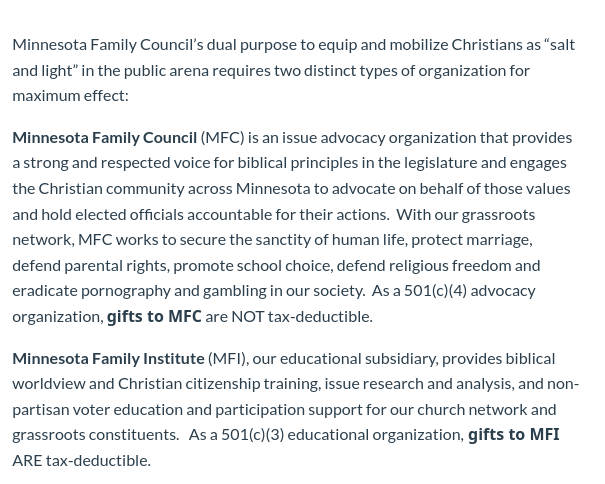 Minnesota Family Council’s dual purpose to equip and mobilize Christians as “salt
and light” in the public arena requires two distinct types of organization for
maximum effect:
Minnesota Family Council (MFC) is an issue advocacy organization that provides
a strong and respected voice for biblical principles in the legislature and engages
the Christian community across Minnesota to advocate on behalf of those values
and hold elected officials accountable for their actions.  With our grassroots
network, MFC works to secure the sanctity of human life, protect marriage,
defend parental rights, promote school choice, defend religious freedom and
eradicate pornography and gambling in our society.  As a 501(c)(4) advocacy
organization, gifts to MFC are NOT tax-deductible.
Minnesota Family Institute (MFI), our educational subsidiary, provides biblical
worldview and Christian citizenship training, issue research and analysis, and non-
partisan voter education and participation support for our church network and
grassroots constituents.   As a 501(c)(3) educational organization, gifts to MFI
ARE tax-deductible.